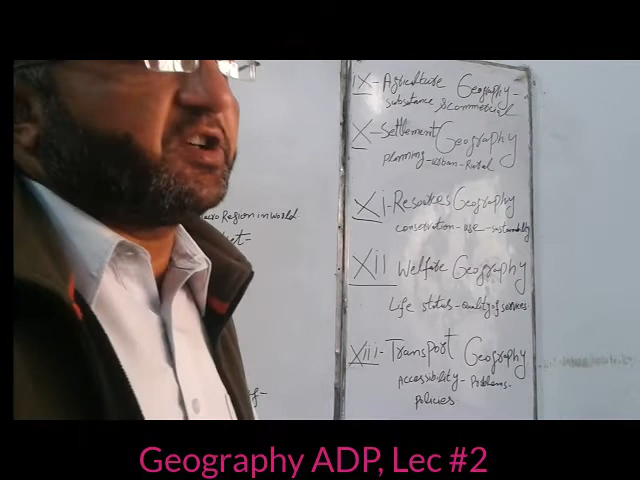 IX- Agriculture Geography-
subsistance & commercial
X- Settlement Geography
planning-urban-Rural
Xi- Resources Geography
conservation-use-sustainability
Xii Welfare Geography
Life status-quality of services
Xiii- Transport Geography
Accessibility-Problems-
policies
Region in world
Geography ADP, Lec #2